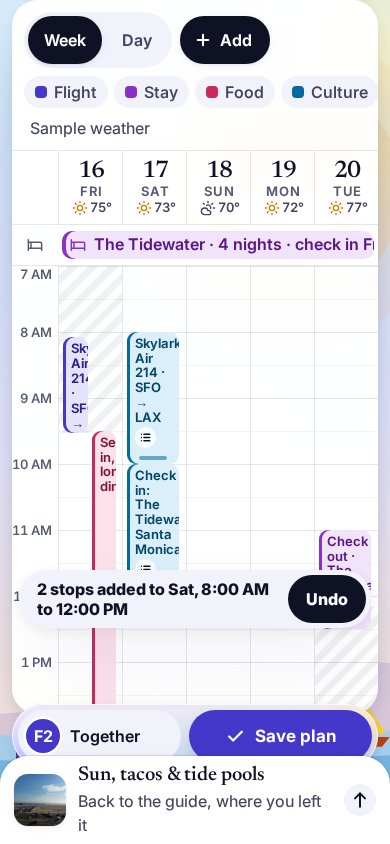 Week
Day
Add
Flight
Stay
Food
Culture
Sample weather
16
17
18
19
20
FRI
SAT
SUN
MON
TUE
75°
73°
70°
72°
77°
The Tidewater · 4 nights · check in
7 AM
8 AM
9 AM
10 AM
11 AM
1 PM
Air
214 ·
→
Skylark
Air
214 ·
SFO
→
LAX
in,
Check
in:
The
Santa
Monica
Check
out ·
2 stops added to Sat, 8:00 AM
to 12:00 PM
Undo
F2
Together
Save plan
Sun, tacos & tide pools
Back to the guide, where you left
it